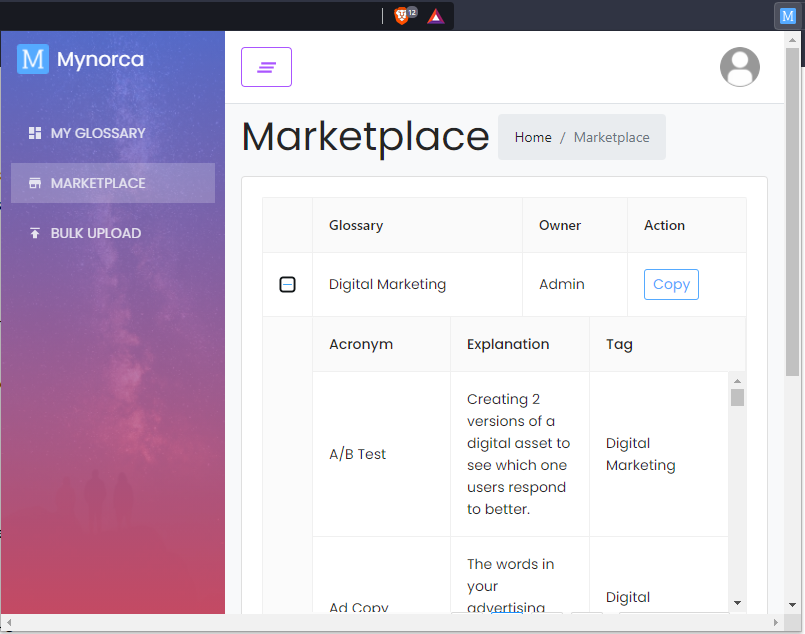 12
M
M Mynorca
MY GLOSSARY
MARKETPLACE
BULK UPLOAD
Marketplace
Home / Marketplace
Glossary Owner Action
Digital Marketing Admin Copy
Acronym Explanation Tag
A/B Test
Creating 2
versions of a
digital asset to
see which one
users respond
to better.
Digital
Marketing
Ad Copy
The words in
your
advertising
Digital